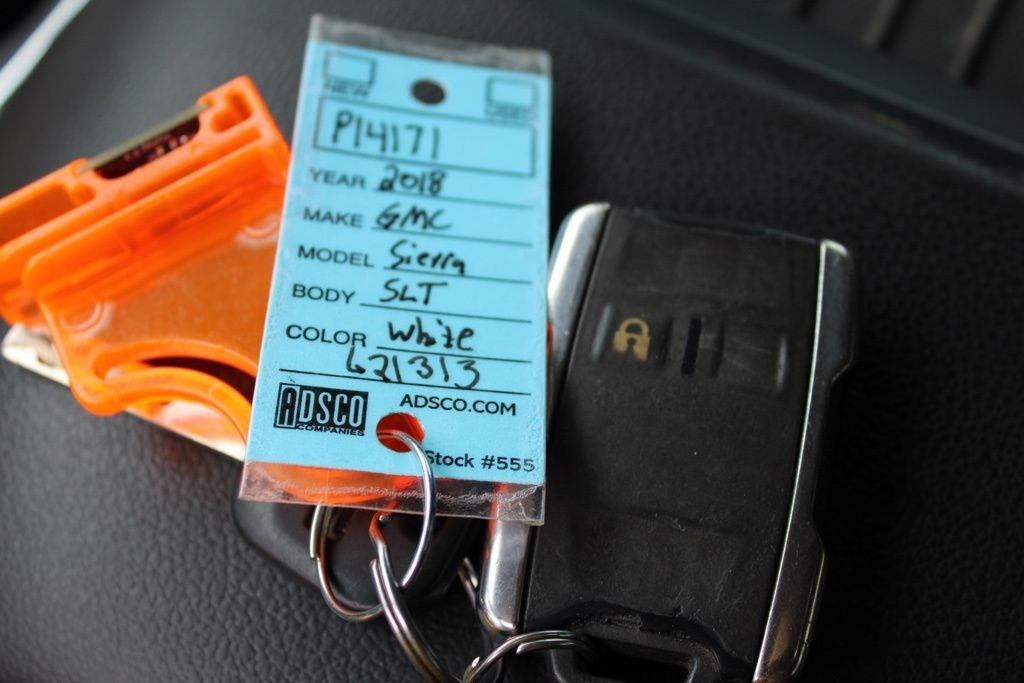 NEW USED
P14171
YEAR 2018
MAKE GMC
MODEL Sierra
BODY SLT
COLOR White
621313
ADSCO COMPANIES
ADSCO.COM
Stock #555